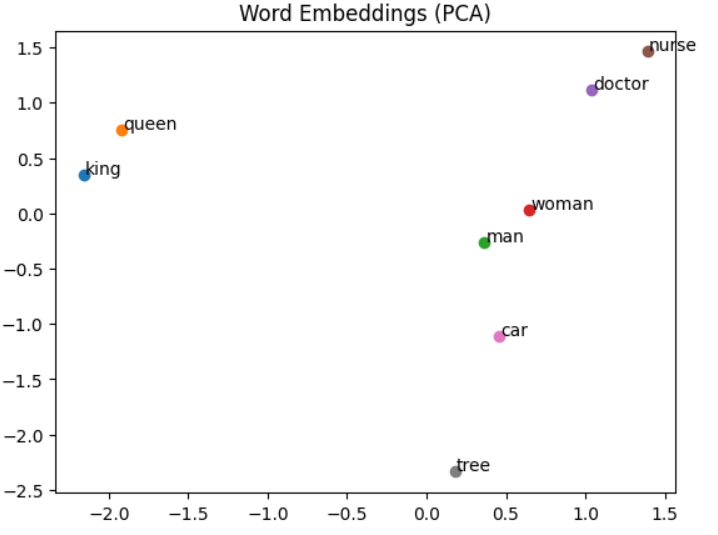 Word Embeddings (PCA)
1.5
1.0
0.5
0.0
−0.5
−1.0
−1.5
−2.0
−2.5
nurse
doctor
queen
king
woman
man
car
tree
−2.0 −1.5 −1.0 −0.5 0.0 0.5 1.0 1.5